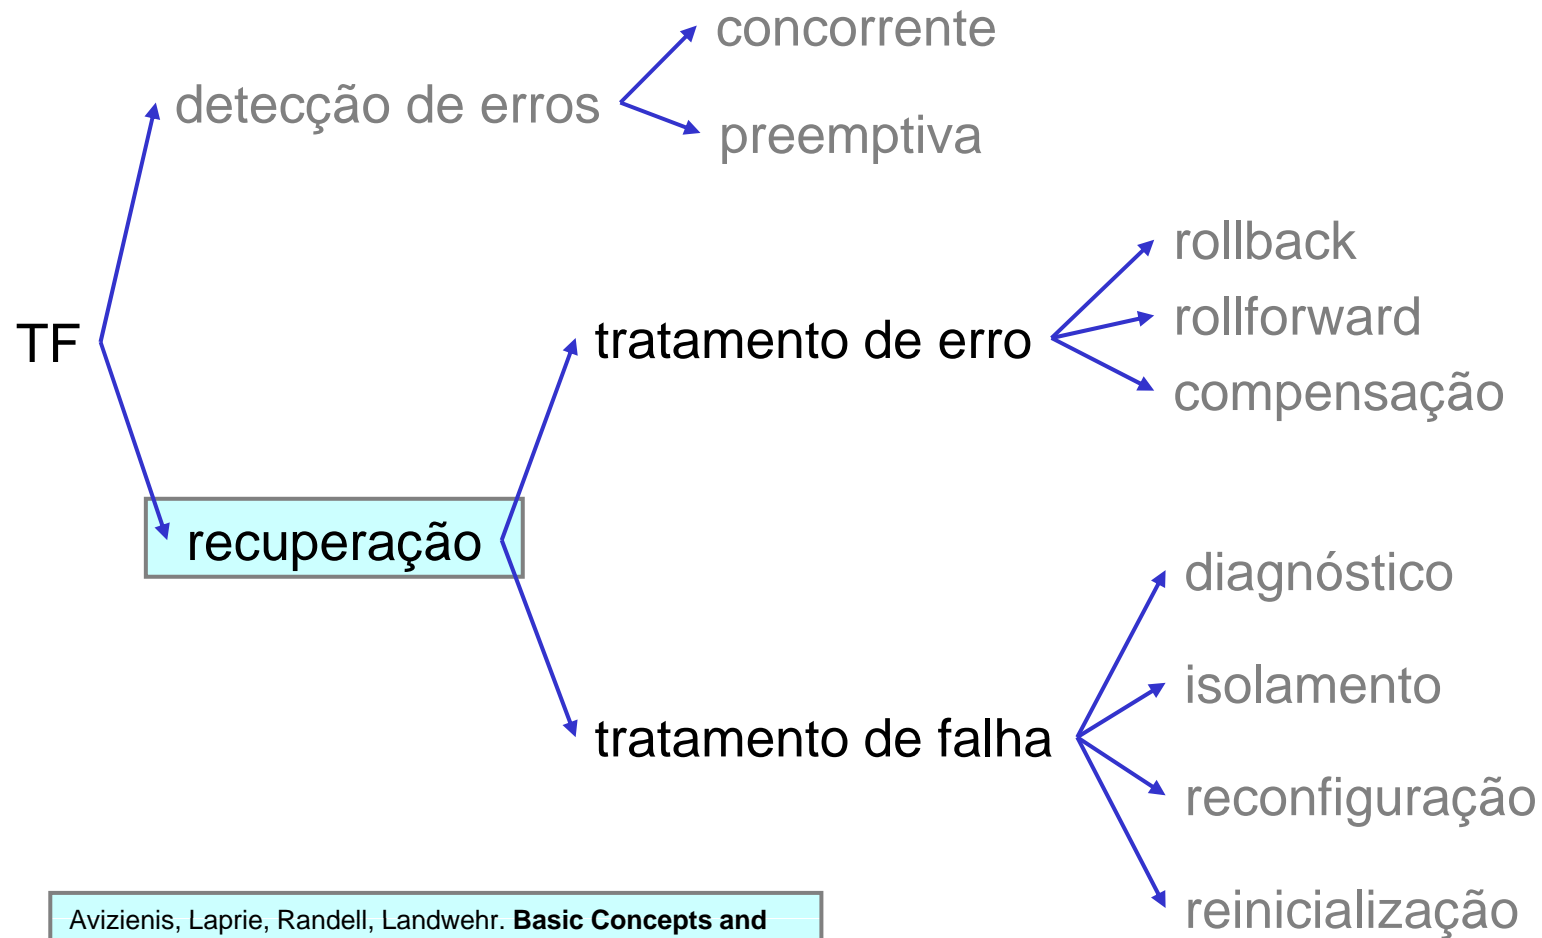 concorrente
detecção de erros
preemptiva
rollback
TF
tratamento de erro
rollforward
compensação
recuperação
diagnóstico
isolamento
tratamento de falha
reconfiguração
reinicialização
Avizienis, Laprie, Randell, Landwehr. Basic Concepts and